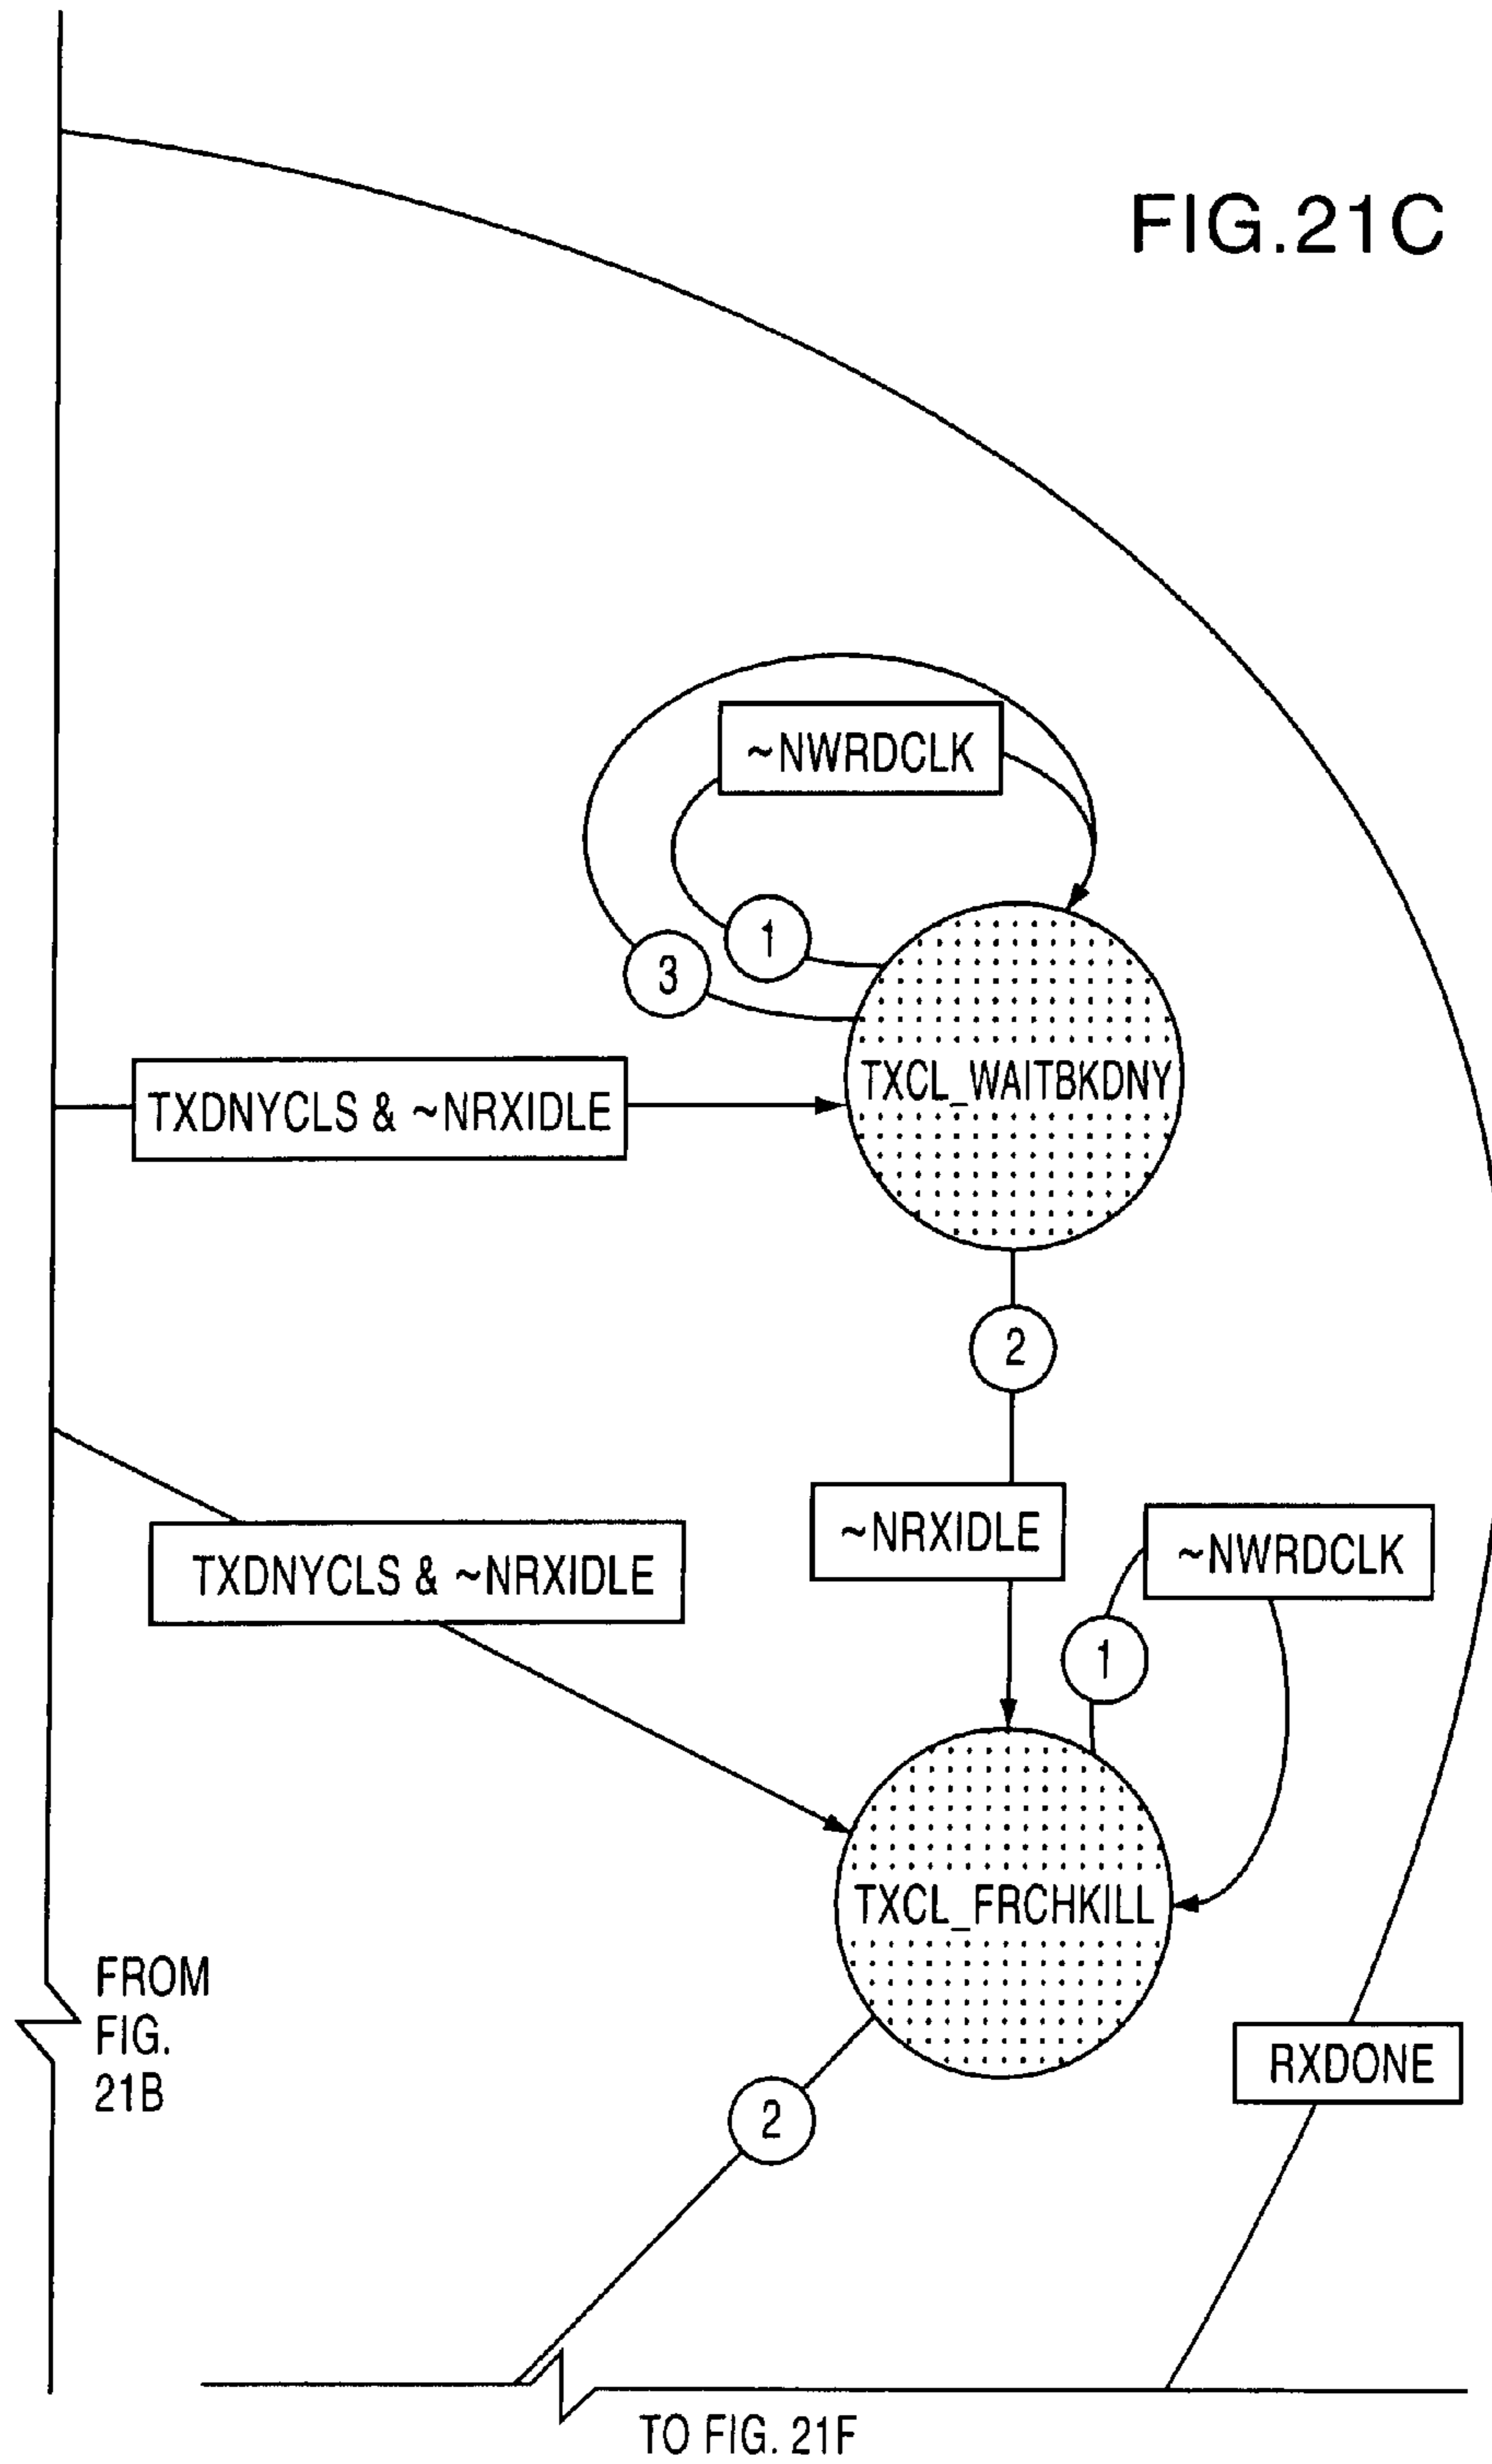 FIG.21C
~NWRDCLK
1
3
TXCL_WAITBKDNY
TXDNYCLS & ~NRXIDLE
2
~NRXIDLE
~NWRDCLK
TXDNYCLS & ~NRXIDLE
1
TXCL_FRCHKILL
FROM
FIG.
21B
RXDONE
2
TO FIG. 21F